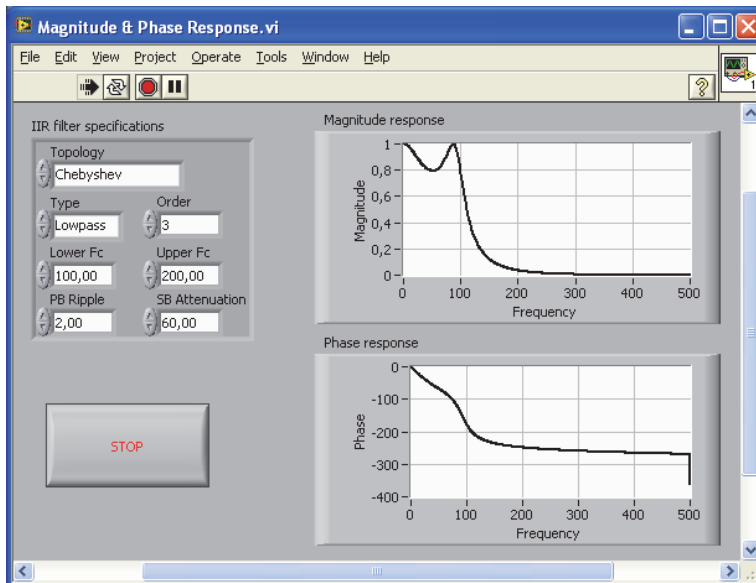 Magnitude & Phase Response.vi
File Edit View Project Operate Tools Window Help
1
IIR filter specifications
Topology
Chebyshev
Type Order
Lowpass 3
Lower Fc Upper Fc
100,00 200,00
PB Ripple SB Attenuation
2,00 60,00
STOP
Magnitude response
Magnitude
1
0,8
0,6
0,4
0,2
0
0 100 200 300 400 500
Frequency
Phase response
Phase
0
-100
-200
-300
-400
0 100 200 300 400 500
Frequency